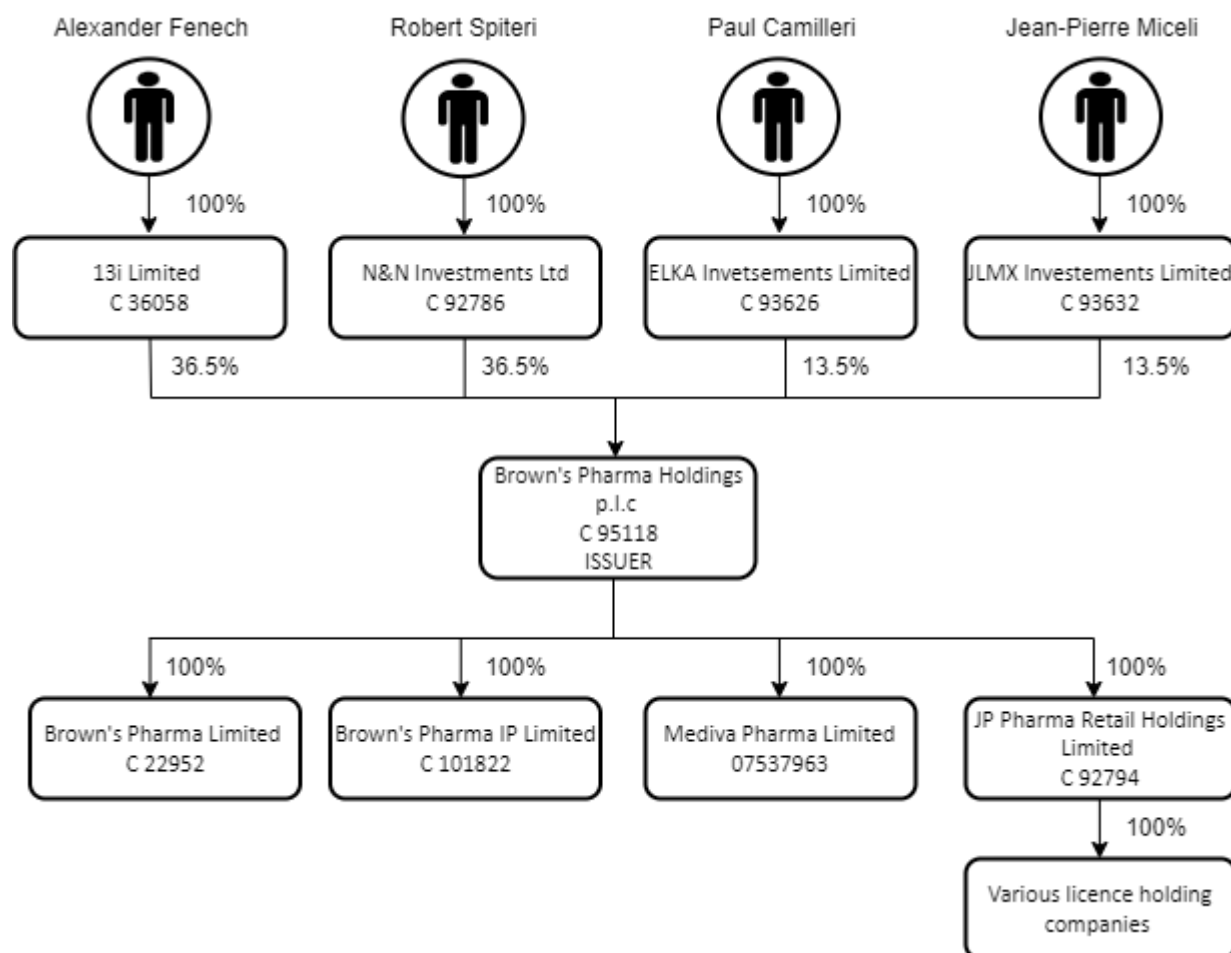 Alexander Fenech
Robert Spiteri
Paul Camilleri
Jean-Pierre Miceli
100%
100%
100%
100%
13i Limited
C 36058
N&N Investments Ltd
C 92786
ELKA Invetsements Limited
C 93626
JLMX Investements Limited
C 93632
36.5%
36.5%
13.5%
13.5%
Brown's Pharma Holdings
p.l.c
C 95118
ISSUER
100%
100%
100%
100%
Brown's Pharma Limited
C 22952
Brown's Pharma IP Limited
C 101822
Mediva Pharma Limited
07537963
JP Pharma Retail Holdings
Limited
C 92794
100%
Various licence holding
companies